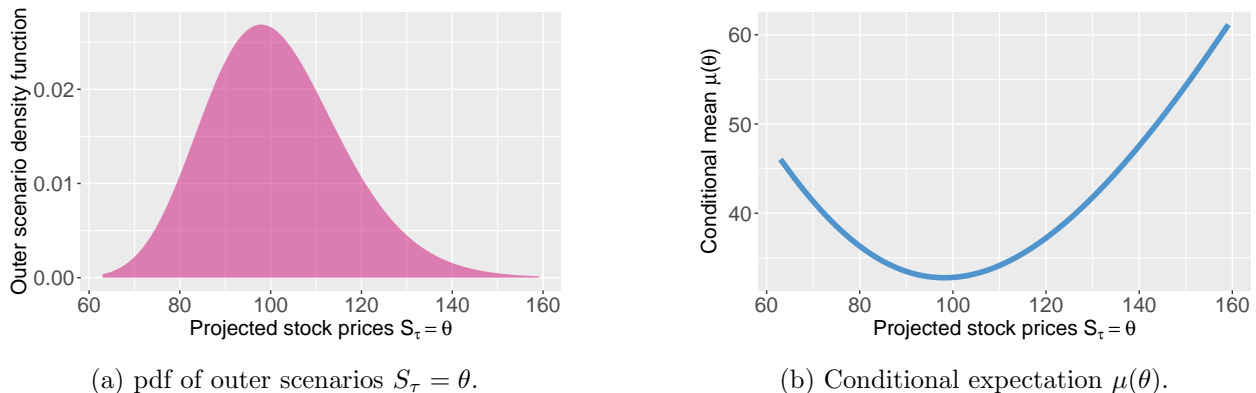 Outer scenario density function
0.02
0.01
0.00
60 80 100 120 140 160
Projected stock prices S_τ = θ
(a) pdf of outer scenarios S_τ = θ.
Conditional mean μ(θ)
60
50
40
60 80 100 120 140 160
Projected stock prices S_τ = θ
(b) Conditional expectation μ(θ).